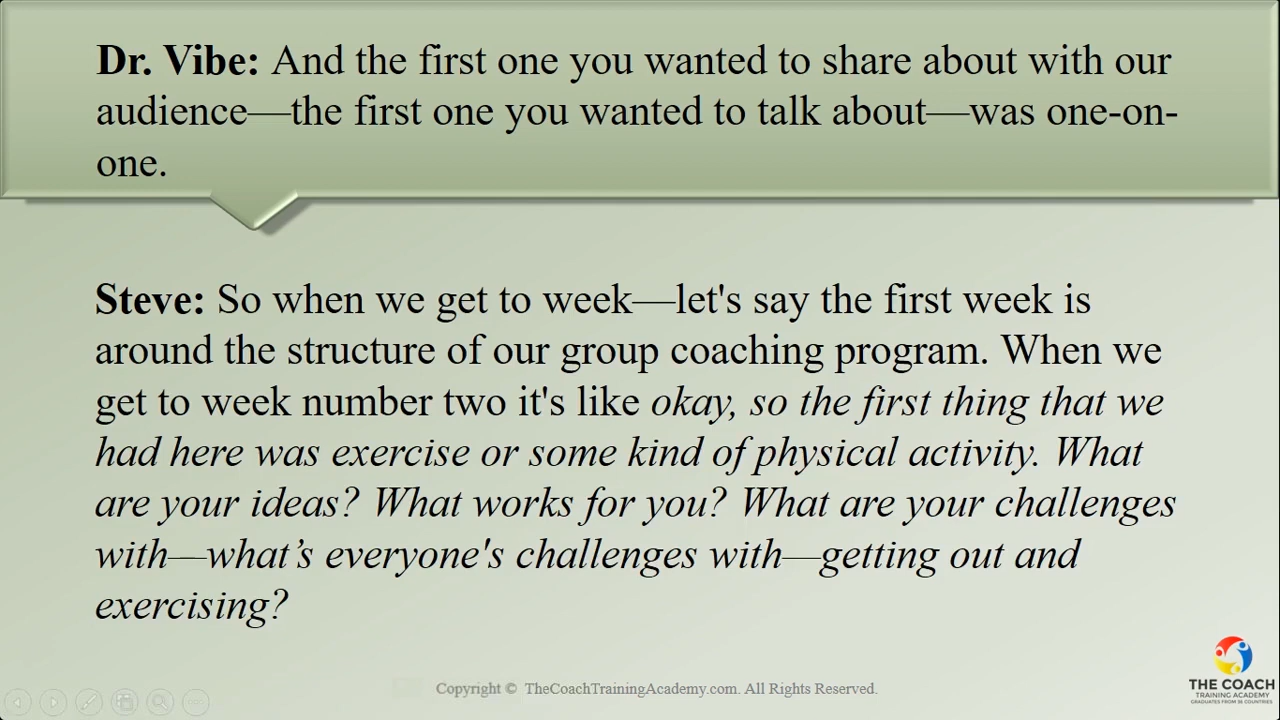 Dr. Vibe: And the first one you wanted to share about with our
audience—the first one you wanted to talk about—was one-on-
one.
Steve: So when we get to week—let's say the first week is
around the structure of our group coaching program. When we
get to week number two it's like okay, so the first thing that we
had here was exercise or some kind of physical activity. What
are your ideas? What works for you? What are your challenges
with—what’s everyone's challenges with—getting out and
exercising?
Copyright © TheCoachTrainingAcademy.com. All Rights Reserved.
THE COACH
TRAINING ACADEMY
GRADUATES FROM 36 COUNTRIES